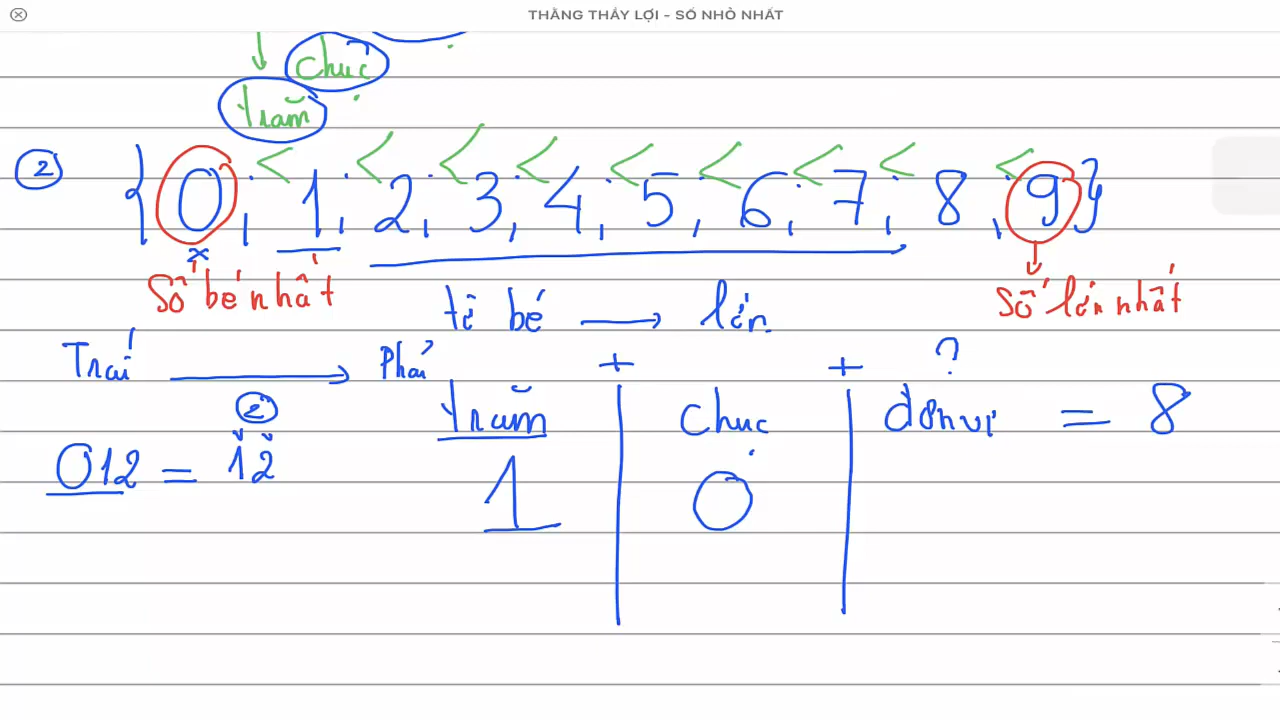 THẮNG THẦY LỢI - SỐ NHỎ NHẤT
chục
trăm
② { 0 < , 1 < , 2 < , 3 < , 4 < , 5 < , 6 < , 7 < , 8 < , 9 }
x
Số bé nhất
từ bé → lớn
Số lớn nhất
Trái → Phải
+ + ?
② trăm chục đơn vị = 8
012 = 12
1 0